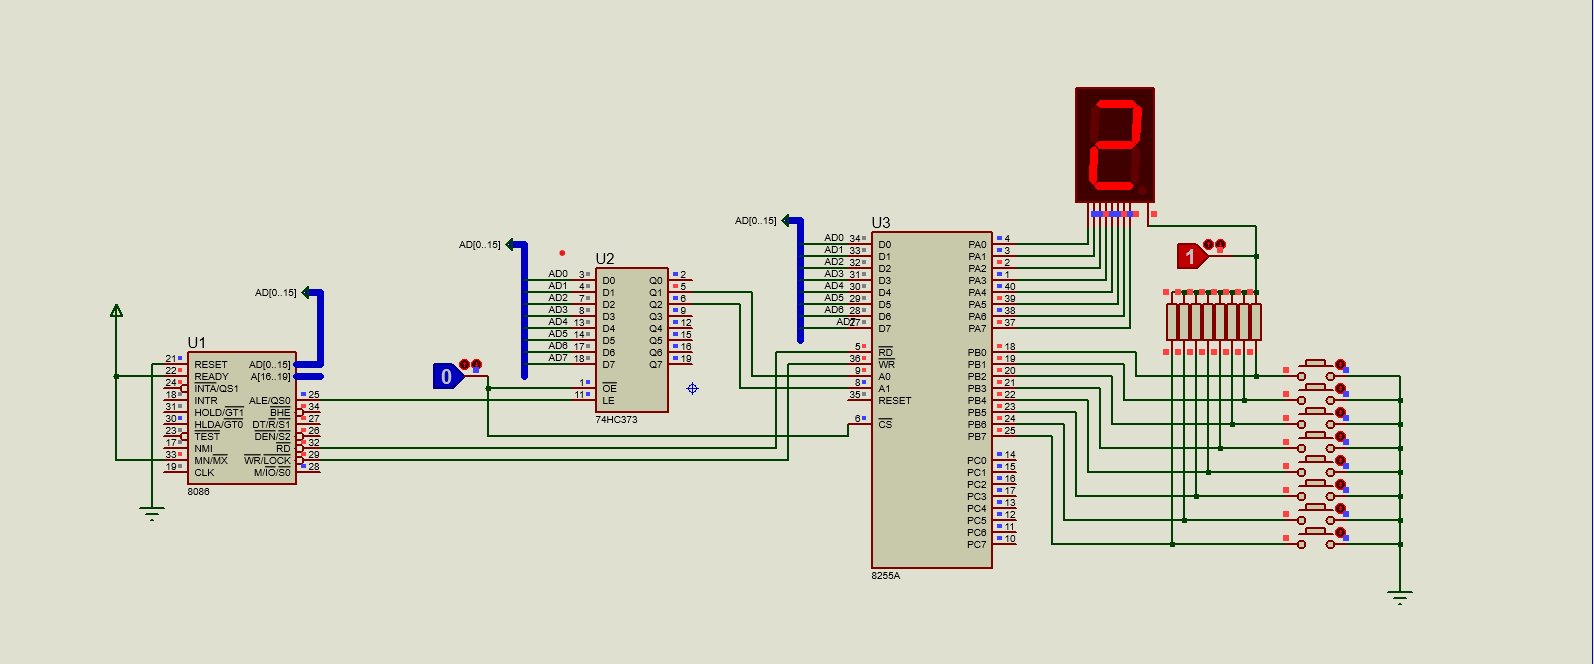 2
AD[0..15]
U3
AD0 34 D0 PA0 4
AD1 33 D1 PA1 3
AD2 32 D2 PA2 2
AD3 31 D3 PA3 1
AD4 30 D4 PA4 40
AD5 29 D5 PA5 39
AD6 28 D6 PA6 38
AD7 27 D7 PA7 37
5 RD PB0 18
36 WR PB1 19
9 A0 PB2 20
8 A1 PB3 21
35 RESET PB4 22
PB5 23
6 CS PB6 24
PB7 25
PC0 14
PC1 15
PC2 16
PC3 17
PC4 13
PC5 12
PC6 11
PC7 10
8255A
1
AD[0..15]
U2
AD0 3 D0 Q0 2
AD1 4 D1 Q1 5
AD2 7 D2 Q2 6
AD3 8 D3 Q3 9
AD4 13 D4 Q4 12
AD5 14 D5 Q5 15
AD6 17 D6 Q6 16
AD7 18 D7 Q7 19
1 OE
11 LE
74HC373
0
AD[0..15]
U1
21 RESET AD[0..15]
22 READY A[16..19]
24 INTA/QS1
18 INTR ALE/QS0 25
31 HOLD/GT1 BHE 34
30 HLDA/GT0 DT/R/S1 27
23 TEST DEN/S2 26
17 NMI RD 32
33 MN/MX WR/LOCK 29
19 CLK M/IO/S0 28
8086